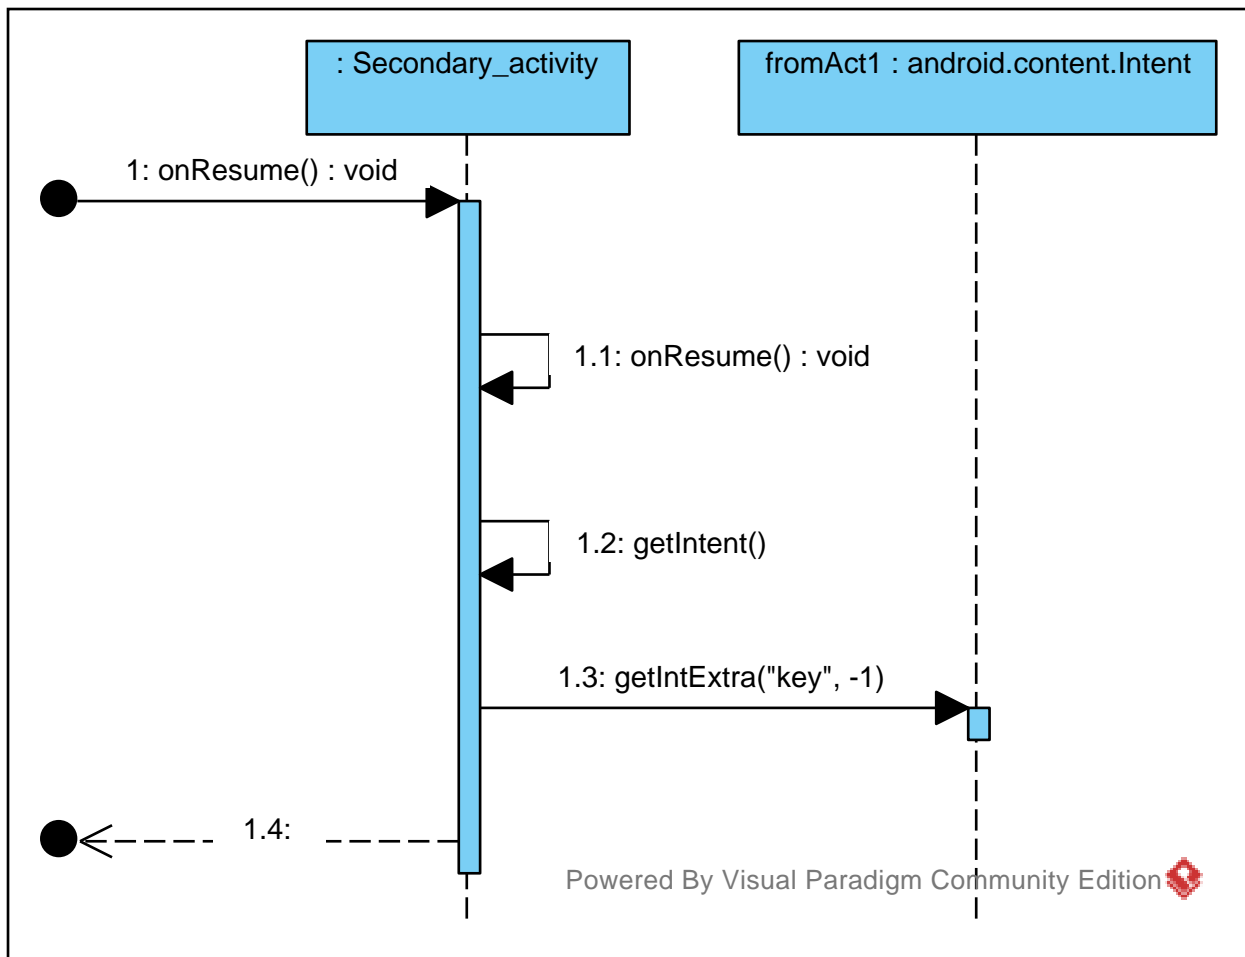 : Secondary_activity
fromAct1 : android.content.Intent
1: onResume() : void
1.1: onResume() : void
1.2: getIntent()
1.3: getIntExtra("key", -1)
1.4:
Powered By Visual Paradigm Community Edition